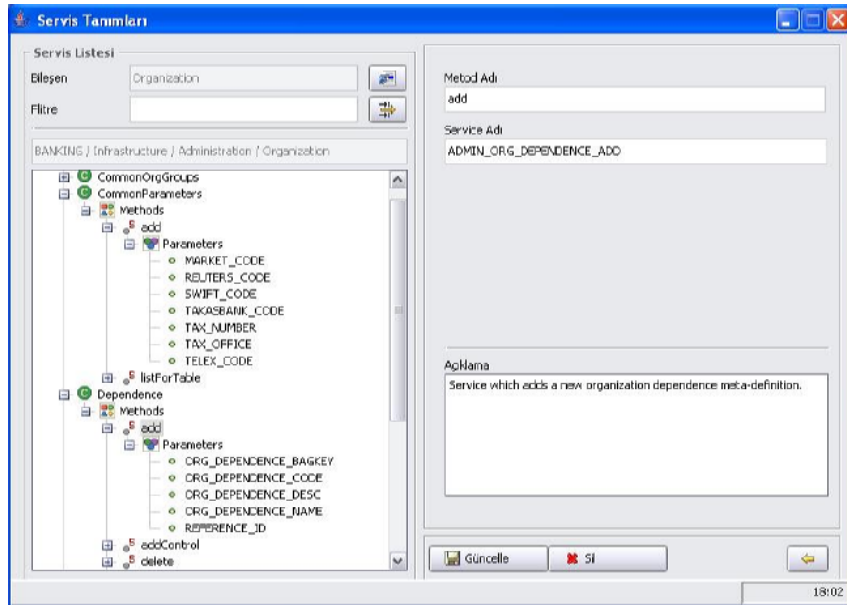 Servis Tanımları
Servis Listesi
Bileşen
Organization
Filtre
BANKING / Infrastructure / Administration / Organization
CommonOrgGroups
CommonParameters
Methods
add
Parameters
MARKET_CODE
REUTERS_CODE
SWIFT_CODE
TAKASBANK_CODE
TAX_NUMBER
TAX_OFFICE
TELEX_CODE
listForTable
Dependence
Methods
add
Parameters
ORG_DEPENDENCE_BAGKEY
ORG_DEPENDENCE_CODE
ORG_DEPENDENCE_DESC
ORG_DEPENDENCE_NAME
REFERENCE_ID
addControl
delete
Metod Adı
add
Service Adı
ADMIN_ORG_DEPENDENCE_ADD
Açıklama
Service which adds a new organization dependence meta-definition.
Güncelle
Sil
18:02